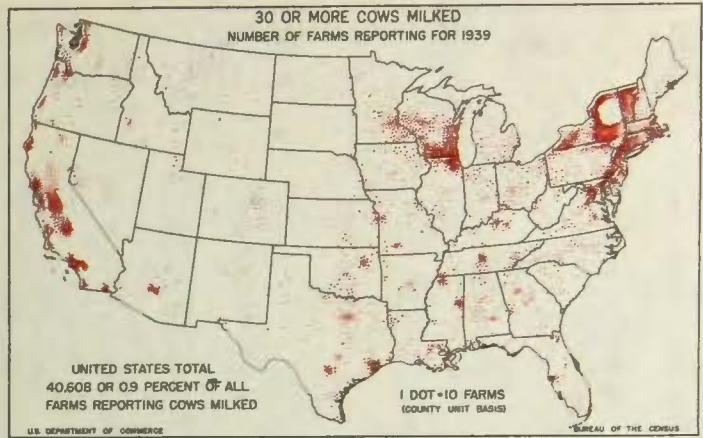 30 OR MORE COWS MILKED
NUMBER OF FARMS REPORTING FOR 1939
UNITED STATES TOTAL
40,608 OR 0.9 PERCENT OF ALL
FARMS REPORTING COWS MILKED
1 DOT=10 FARMS
(COUNTY UNIT BASIS)
U.S. DEPARTMENT OF COMMERCE
BUREAU OF THE CENSUS